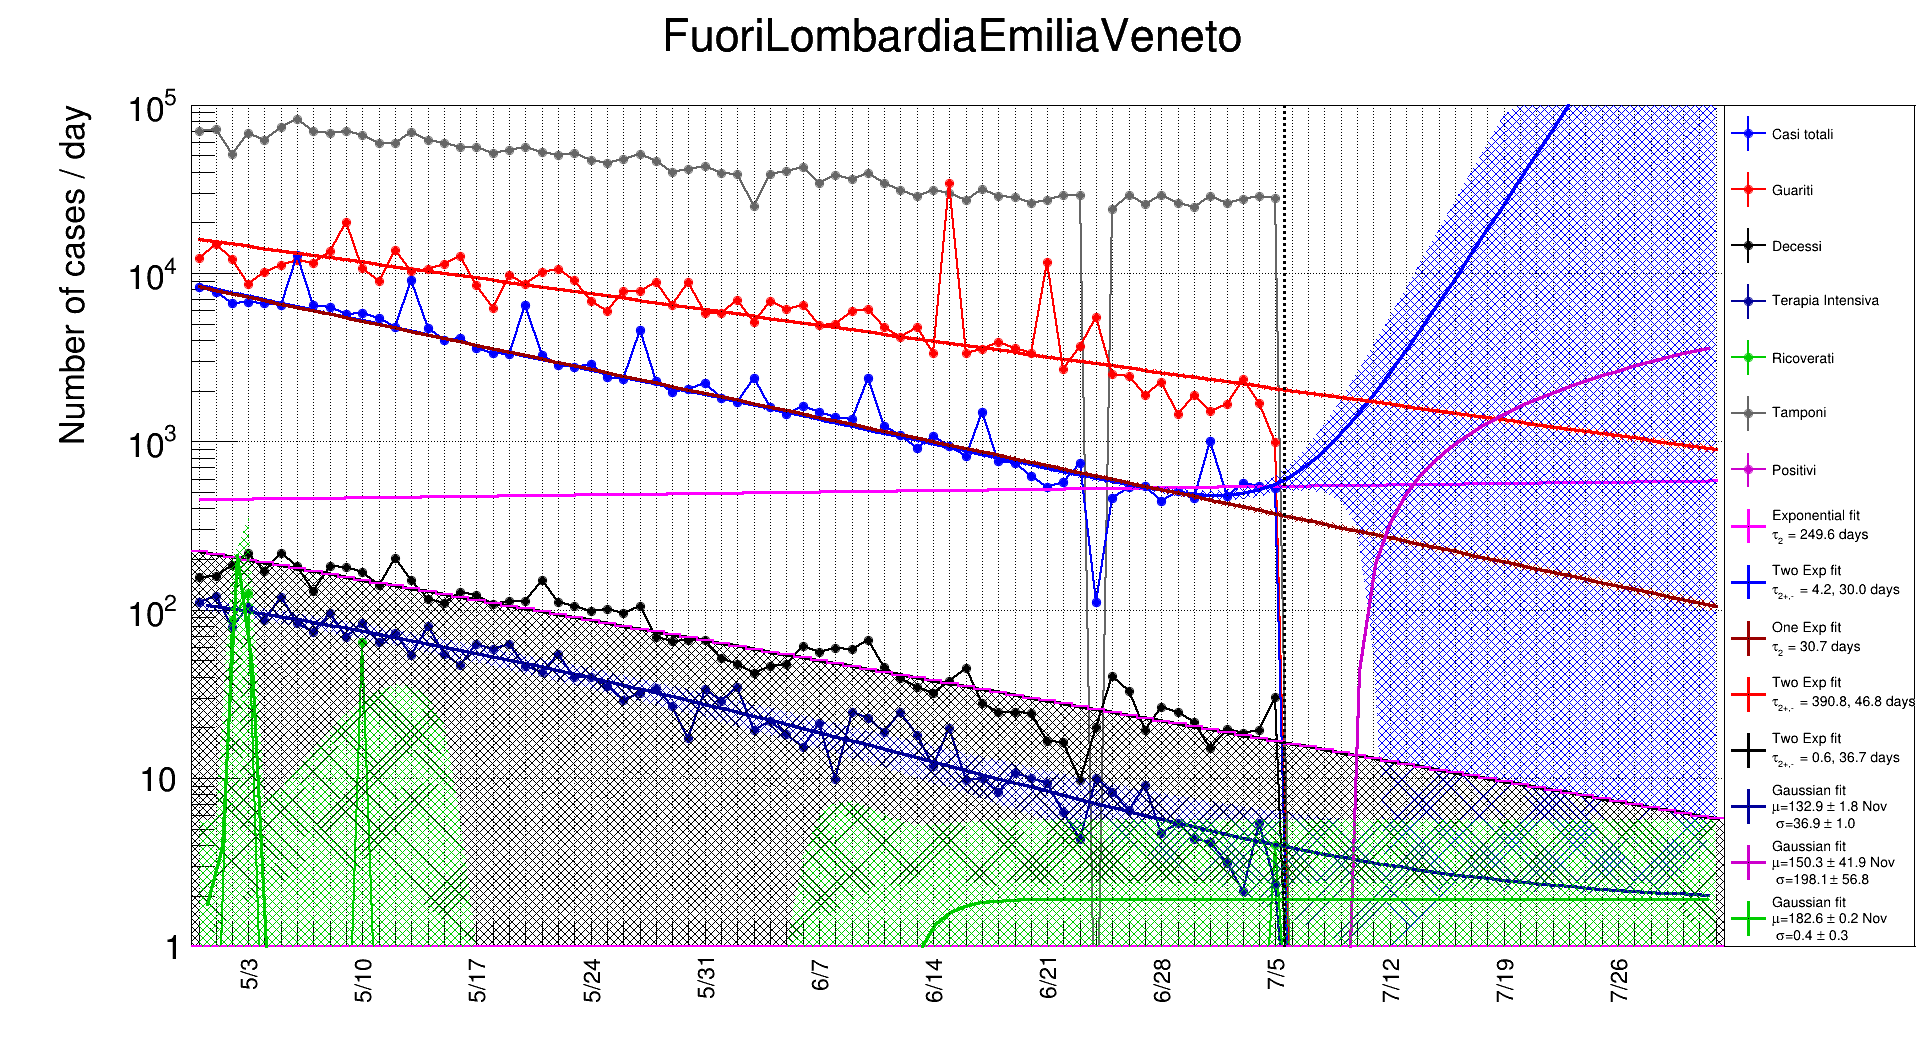 FuoriLombardiaEmiliaVeneto
Number of cases / day
10^5
10^4
10^3
10^2
10
1
5/3
5/10
5/17
5/24
5/31
6/7
6/14
6/21
6/28
7/5
7/12
7/19
7/26
Casi totali
Guariti
Decessi
Terapia Intensiva
Ricoverati
Tamponi
Positivi
Exponential fit
τ2 = 249.6 days
Two Exp fit
τ2+,- = 4.2, 30.0 days
One Exp fit
τ2 = 30.7 days
Two Exp fit
τ2+,- = 390.8, 46.8 days
Two Exp fit
τ2+,- = 0.6, 36.7 days
Gaussian fit
μ=132.9 ± 1.8 Nov
σ=36.9 ± 1.0
Gaussian fit
μ=150.3 ± 41.9 Nov
σ=198.1 ± 56.8
Gaussian fit
μ=182.6 ± 0.2 Nov
σ=0.4 ± 0.3